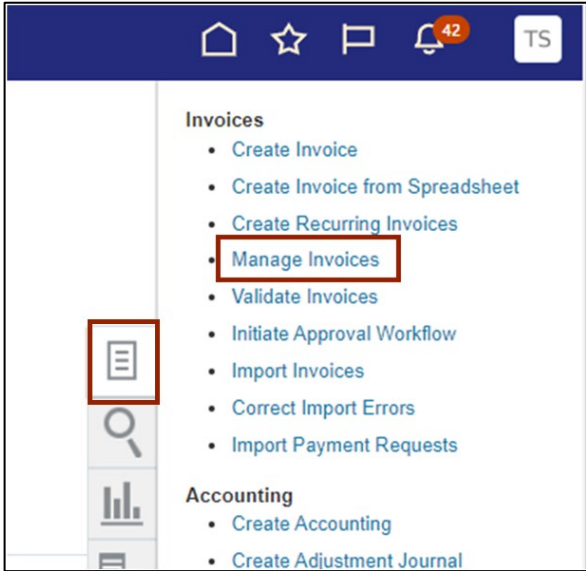 42
TS
Invoices
• Create Invoice
• Create Invoice from Spreadsheet
• Create Recurring Invoices
• Manage Invoices
• Validate Invoices
• Initiate Approval Workflow
• Import Invoices
• Correct Import Errors
• Import Payment Requests
Accounting
• Create Accounting
• Create Adjustment Journal